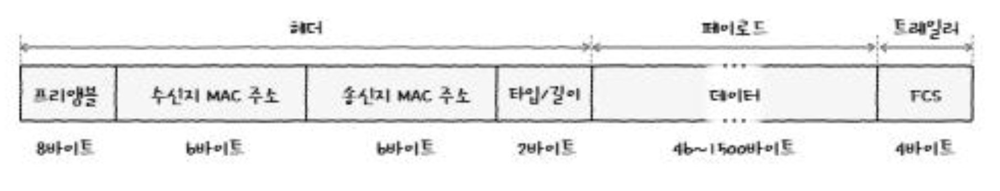 헤더 페이로드 트레일러
프리앰블 수신지 MAC 주소 송신지 MAC 주소 타입/길이 데이터 FCS
8바이트 6바이트 6바이트 2바이트 46~1500바이트 4바이트